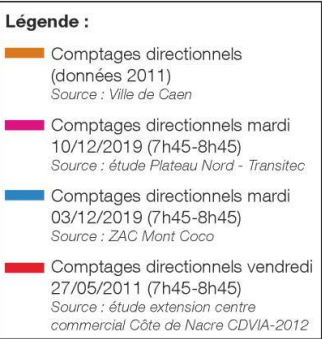 Légende :
Comptages directionnels
(données 2011)
Source : Ville de Caen
Comptages directionnels mardi
10/12/2019 (7h45-8h45)
Source : étude Plateau Nord - Transitec
Comptages directionnels mardi
03/12/2019 (7h45-8h45)
Source : ZAC Mont Coco
Comptages directionnels vendredi
27/05/2011 (7h45-8h45)
Source : étude extension centre
commercial Côte de Nacre CDVIA-2012